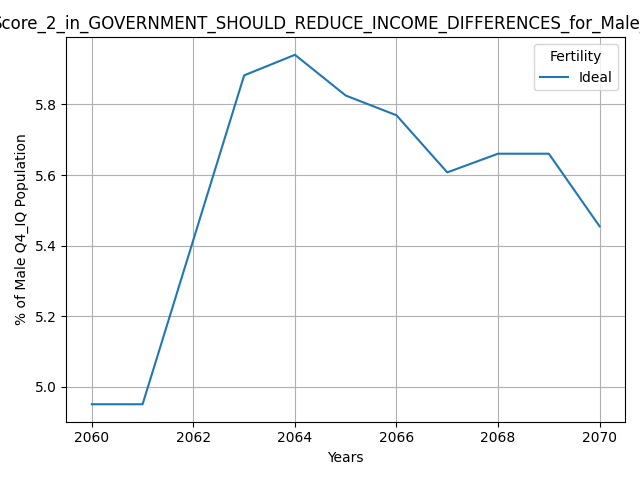 Score_2_in_GOVERNMENT_SHOULD_REDUCE_INCOME_DIFFERENCES_for_Male_
Fertility
Ideal
% of Male Q4_IQ Population
5.8
5.6
5.4
5.2
5.0
2060 2062 2064 2066 2068 2070
Years